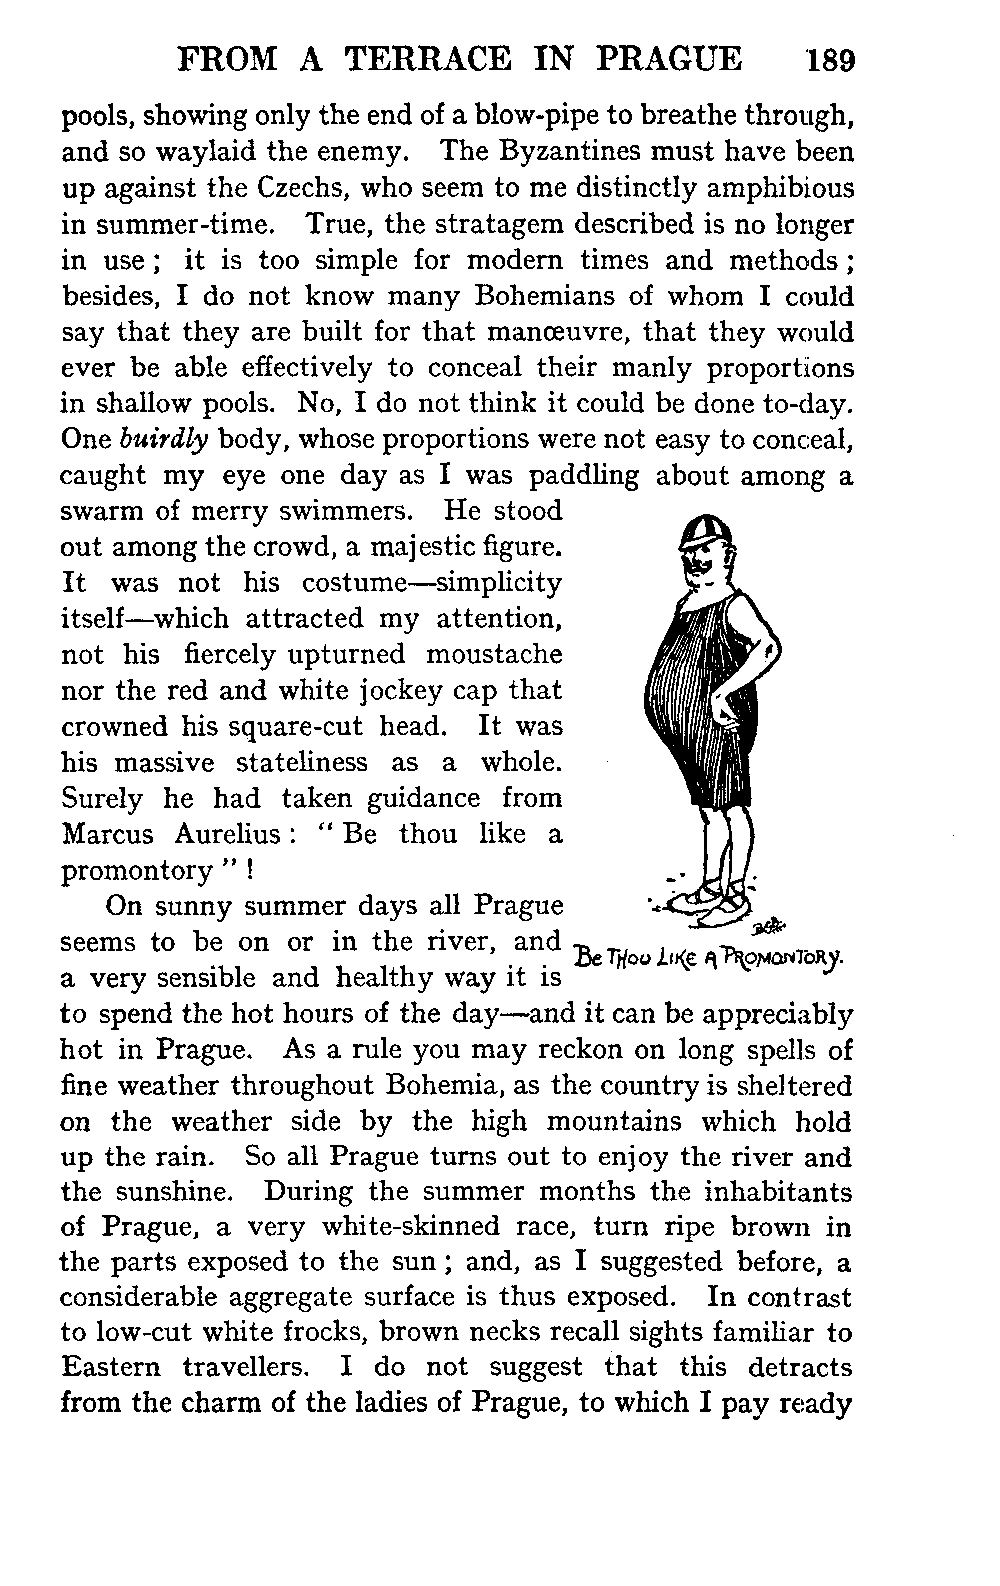 FROM A TERRACE IN PRAGUE 189
pools, showing only the end of a blow-pipe to breathe through,
and so waylaid the enemy. The Byzantines must have been
up against the Czechs, who seem to me distinctly amphibious
in summer-time. True, the stratagem described is no longer
in use ; it is too simple for modern times and methods ;
besides, I do not know many Bohemians of whom I could
say that they are built for that manœuvre, that they would
ever be able effectively to conceal their manly proportions
in shallow pools. No, I do not think it could be done to-day.
One buirdly body, whose proportions were not easy to conceal,
caught my eye one day as I was paddling about among a
swarm of merry swimmers. He stood
out among the crowd, a majestic figure.
It was not his costume—simplicity
itself—which attracted my attention,
not his fiercely upturned moustache
nor the red and white jockey cap that
crowned his square-cut head. It was
his massive stateliness as a whole.
Surely he had taken guidance from
Marcus Aurelius : “ Be thou like a
promontory ” !
On sunny summer days all Prague
seems to be on or in the river, and
a very sensible and healthy way it is
BE THOU LIKE A PROMONTORY.
to spend the hot hours of the day—and it can be appreciably
hot in Prague. As a rule you may reckon on long spells of
fine weather throughout Bohemia, as the country is sheltered
on the weather side by the high mountains which hold
up the rain. So all Prague turns out to enjoy the river and
the sunshine. During the summer months the inhabitants
of Prague, a very white-skinned race, turn ripe brown in
the parts exposed to the sun ; and, as I suggested before, a
considerable aggregate surface is thus exposed. In contrast
to low-cut white frocks, brown necks recall sights familiar to
Eastern travellers. I do not suggest that this detracts
from the charm of the ladies of Prague, to which I pay ready